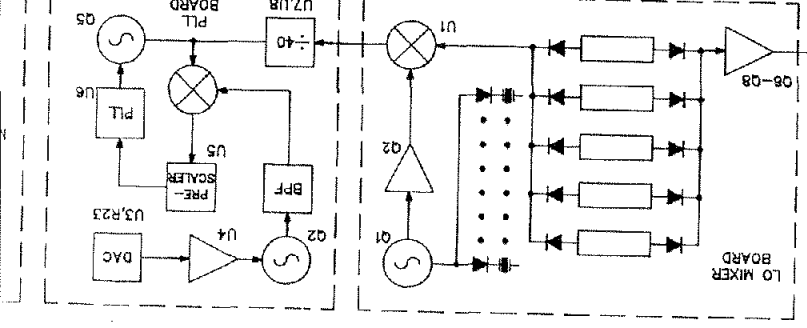 LO MIXER
BOARD
Q1
Q2
U4
DAC
U3,R23
BPF
PRE-
SCALER
U5
Q2
PLL
U6
Q6-Q8
U1
÷40
U7,U8
PLL
BOARD
Q5